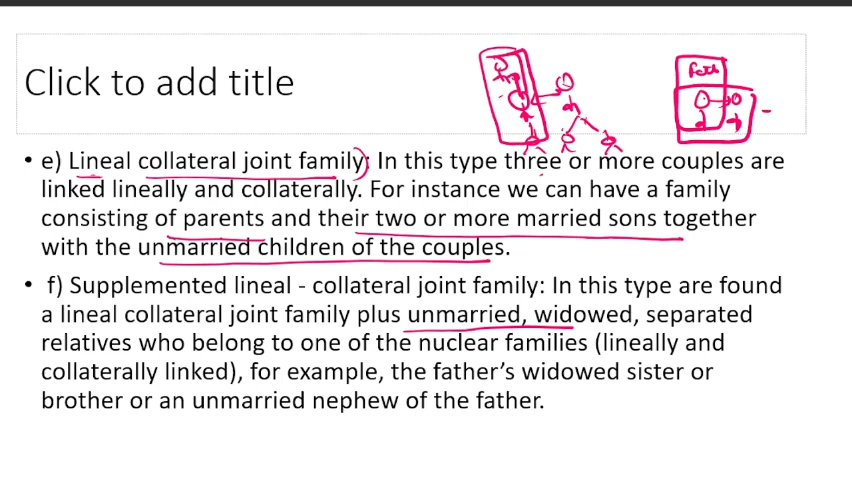 Click to add title
• e) Lineal collateral joint family: In this type three or more couples are
linked lineally and collaterally. For instance we can have a family
consisting of parents and their two or more married sons together
with the unmarried children of the couples.
• f) Supplemented lineal - collateral joint family: In this type are found
a lineal collateral joint family plus unmarried, widowed, separated
relatives who belong to one of the nuclear families (lineally and
collaterally linked), for example, the father's widowed sister or
brother or an unmarried nephew of the father.